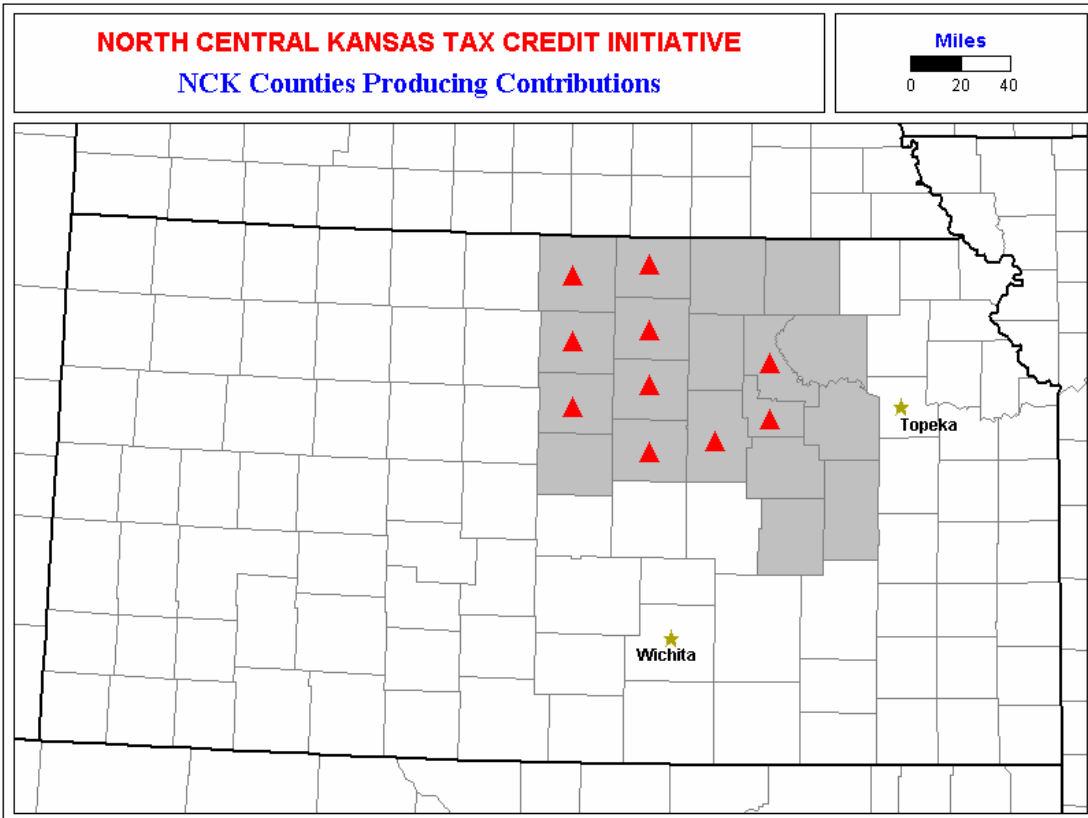 NORTH CENTRAL KANSAS TAX CREDIT INITIATIVE
NCK Counties Producing Contributions
Miles
0 20 40
Topeka
Wichita